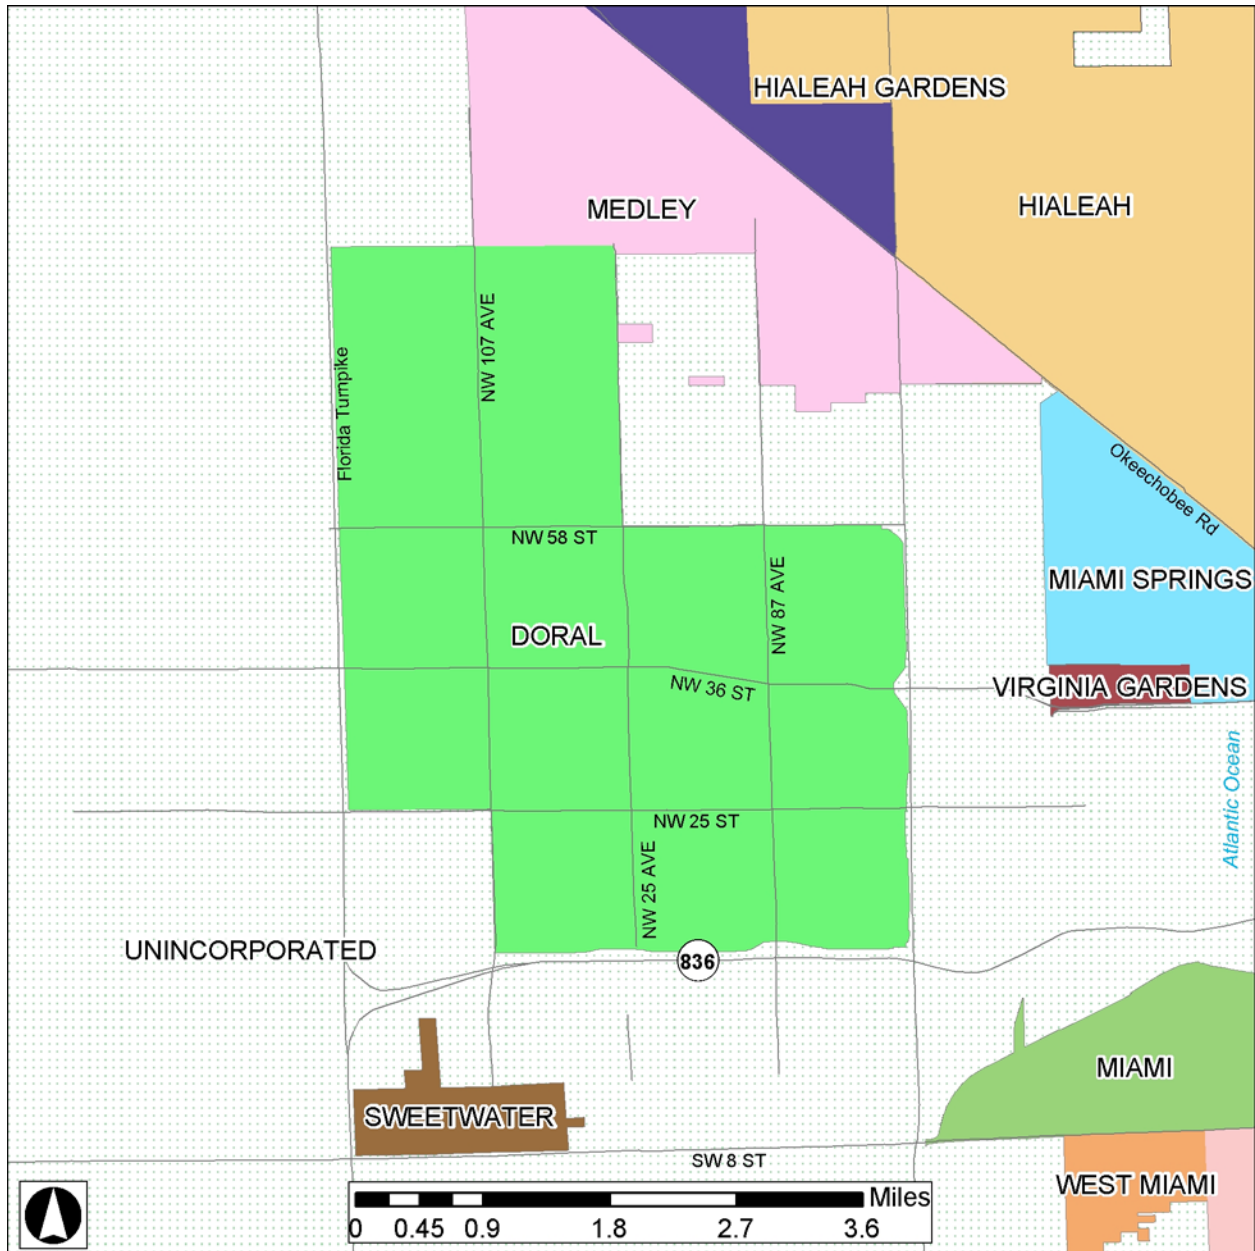 HIALEAH GARDENS
MEDLEY
HIALEAH
NW 107 AVE
Florida Turnpike
Okeechobee Rd
NW 58 ST
NW 87 AVE
MIAMI SPRINGS
DORAL
NW 36 ST
VIRGINIA GARDENS
Atlantic Ocean
NW 25 ST
NW 25 AVE
UNINCORPORATED
836
MIAMI
SWEETWATER
SW 8 ST
WEST MIAMI
Miles
0 0.45 0.9 1.8 2.7 3.6